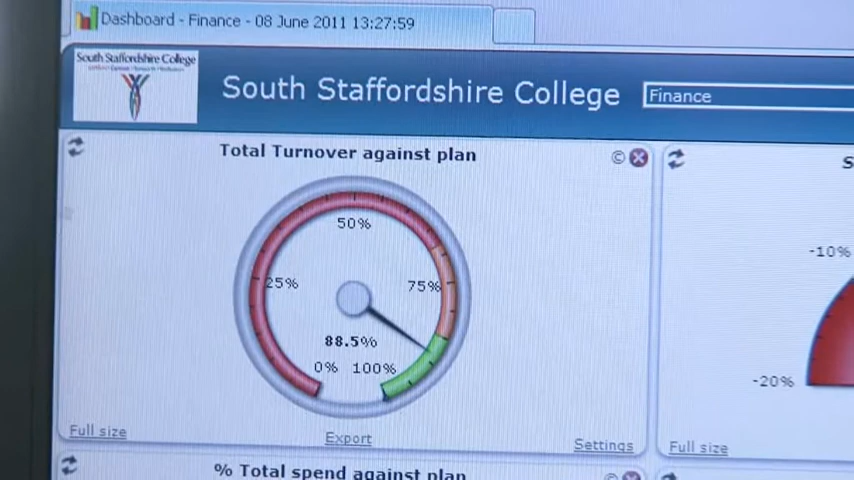 Dashboard - Finance - 08 June 2011 13:27:59
South Staffordshire College
South Staffordshire College
Finance
Total Turnover against plan
©
50%
25%
75%
88.5%
0%
100%
Full size
Export
Settings
-10%
-20%
Full size
% Total spend against plan
©